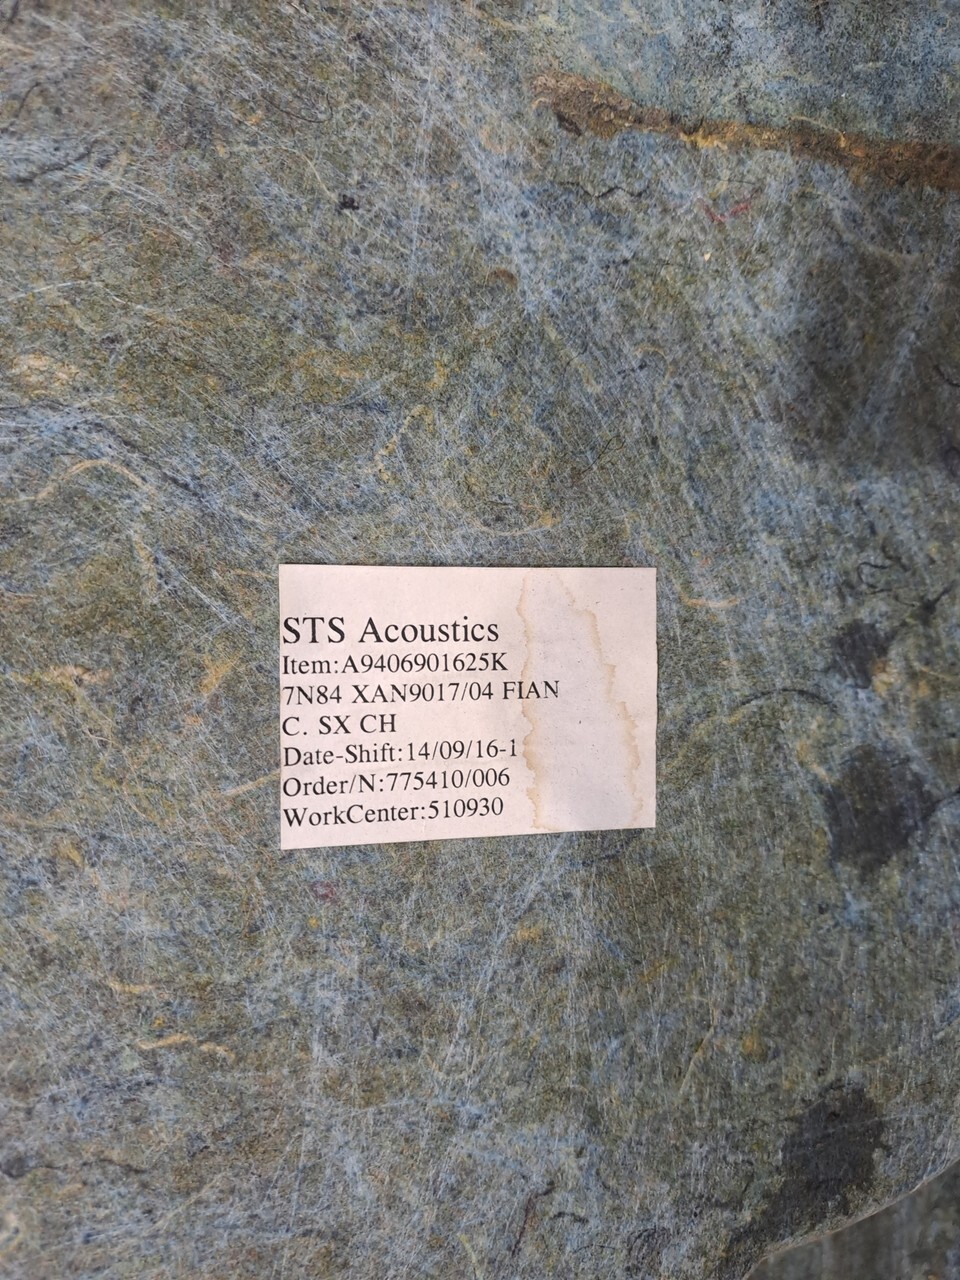 STS Acoustics
Item:A9406901625K
7N84 XAN9017/04 FIAN
C. SX CH
Date-Shift:14/09/16-1
Order/N:775410/006
WorkCenter:510930